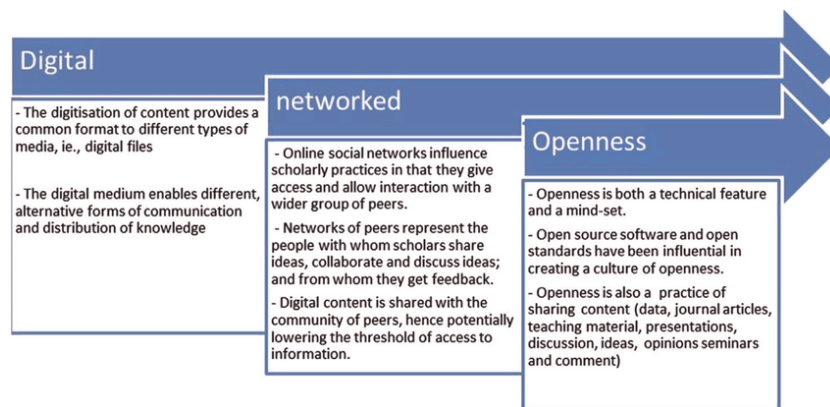 Digital
- The digitisation of content provides a
common format to different types of
media, ie., digital files
- The digital medium enables different,
alternative forms of communication
and distribution of knowledge
networked
- Online social networks influence
scholarly practices in that they give
access and allow interaction with a
wider group of peers.
- Networks of peers represent the
people with whom scholars share
ideas, collaborate and discuss ideas;
and from whom they get feedback.
- Digital content is shared with the
community of peers, hence potentially
lowering the threshold of access to
information.
Openness
- Openness is both a technical feature
and a mind-set.
- Open source software and open
standards have been influential in
creating a culture of openness.
- Openness is also a practice of
sharing content (data, journal articles,
teaching material, presentations,
discussion, ideas, opinions seminars
and comment)